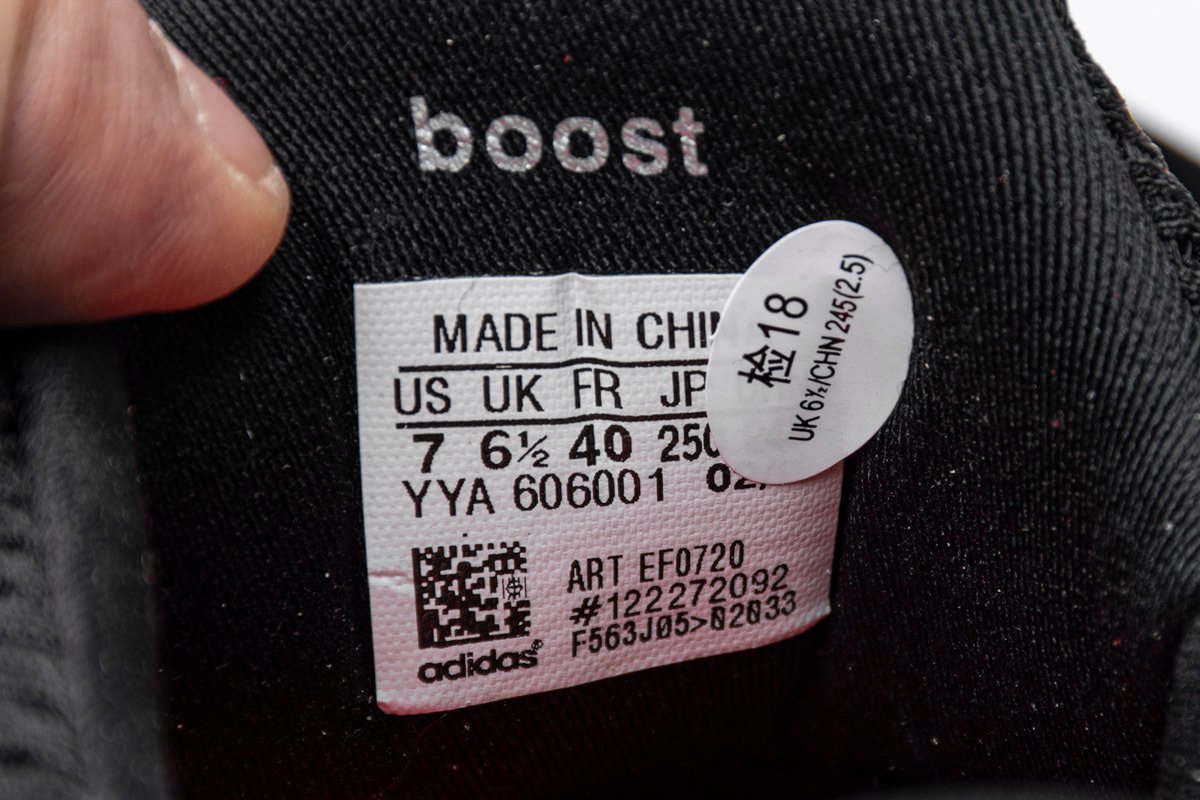 boost
MADE IN CHIN
US UK FR JP
7 6½ 40 250
YYA 606001 02
ART EF0720
#122272092
F563J05>02033
adidas®
检18
UK 6½/CHN 245(2.5)